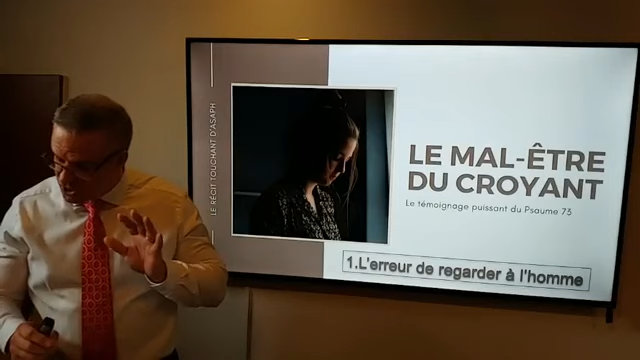 LE RÉCIT TOUCHANT D'ASAPH
LE MAL-ÊTRE
DU CROYANT
Le témoignage puissant du Psaume 73
1.L'erreur de regarder à l'homme